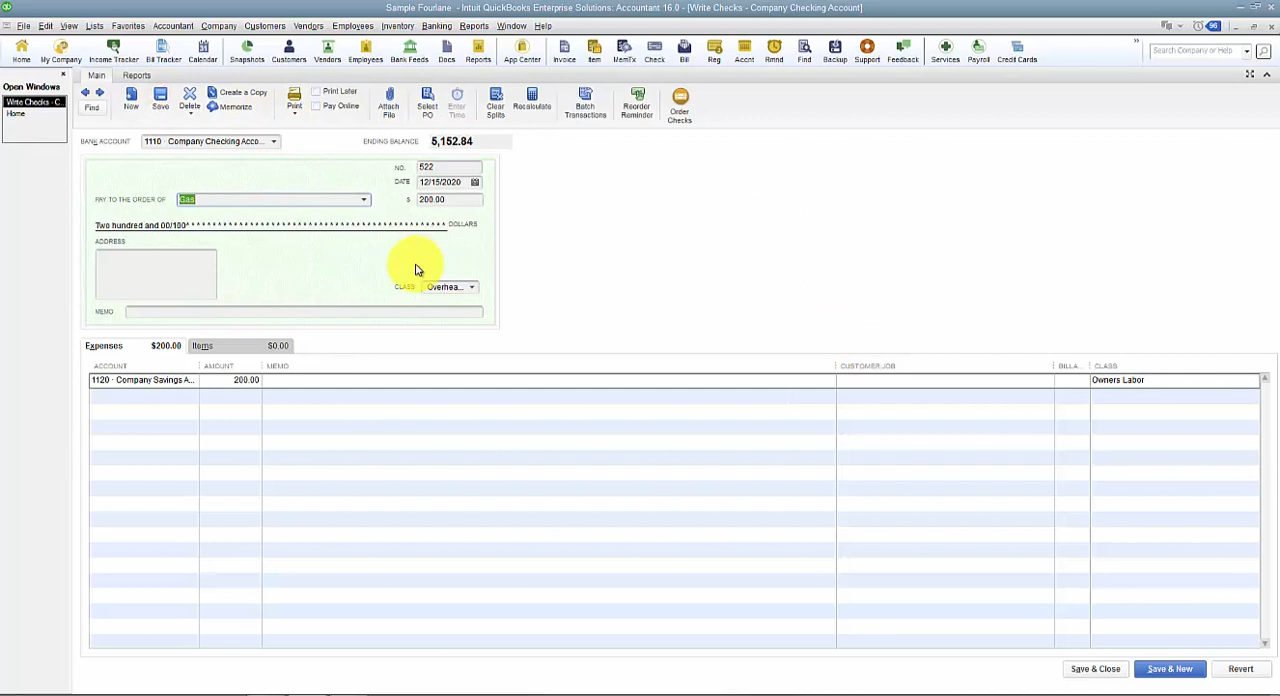 Sample Fourlane - Intuit QuickBooks Enterprise Solutions: Accountant 16.0 - [Write Checks - Company Checking Account]
File Edit View Lists Favorites Accountant Company Customers Vendors Employees Inventory Banking Reports Window Help 96
Home My Company Income Tracker Bill Tracker Calendar Snapshots Customers Vendors Employees Bank Feeds Docs Reports App Center Invoice Item MemTx Check Bill Reg Accnt Rmnd Find Backup Support Feedback Services Payroll Credit Cards
Search Company or Help
Open Windows
Write Checks - C...
Home
Main Reports
Find
New
Save
Delete
Create a Copy
Memorize
Print
Print Later
Pay Online
Attach File
Select PO
Enter Time
Clear Splits
Recalculate
Batch Transactions
Reorder Reminder
Order Checks
BANK ACCOUNT 1110 · Company Checking Acco... ENDING BALANCE 5,152.84
NO. 522
DATE 12/15/2020
PAY TO THE ORDER OF Gas $ 200.00
Two hundred and 00/100* * * * * * * * * * * * * * * * * * * * * * * * * * * * * * * * * * * * * * * * * * DOLLARS
ADDRESS
CLASS Overhea...
MEMO
Expenses $200.00 Items $0.00
ACCOUNT AMOUNT MEMO CUSTOMER:JOB BILLA... CLASS
1120 · Company Savings A... 200.00 Owners Labor
Save & Close Save & New Revert